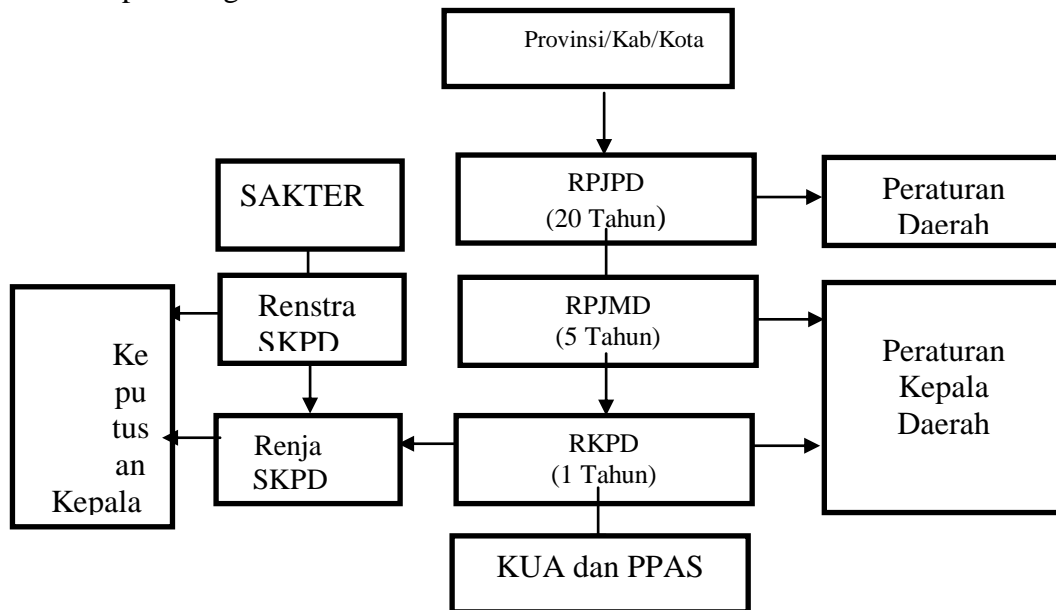 Provinsi/Kab/Kota
SAKTER
RPJPD
(20 Tahun)
Peraturan
Daerah
Renstra
SKPD
RPJMD
(5 Tahun)
Peraturan
Kepala
Daerah
Ke
pu
tus
an
Kepala
Renja
SKPD
RKPD
(1 Tahun)
KUA dan PPAS